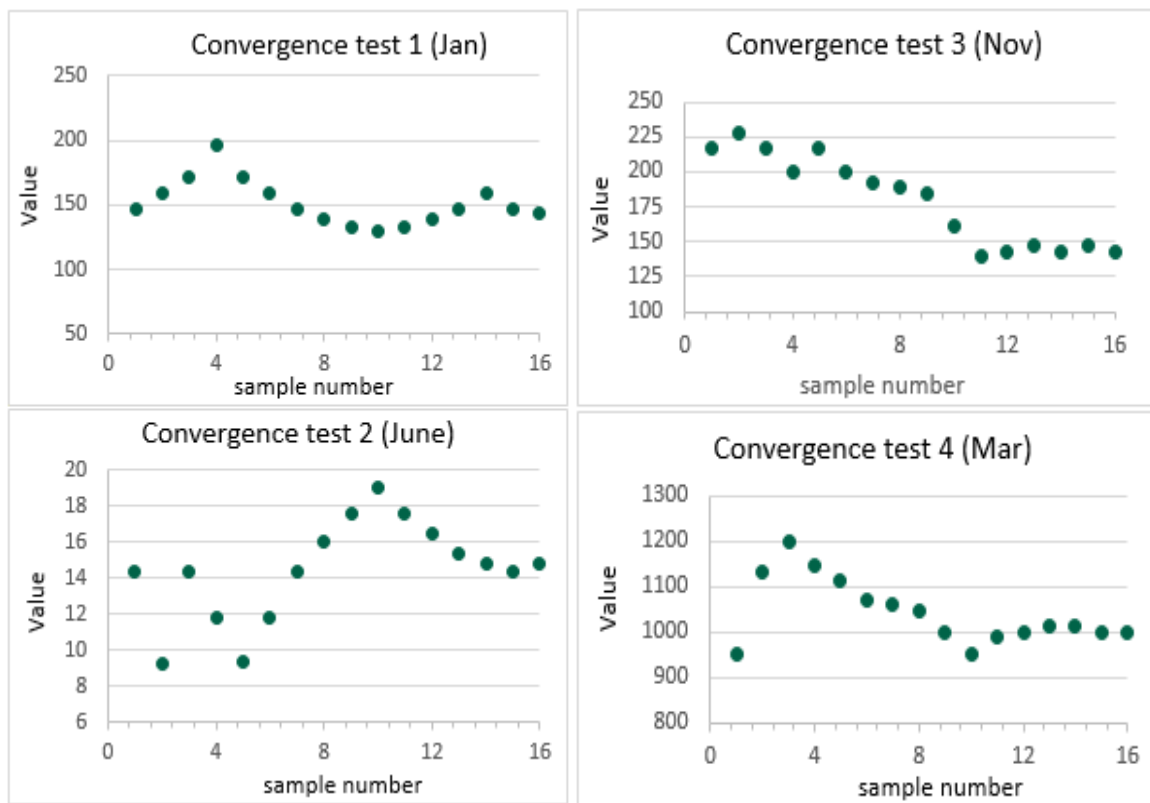 Convergence test 1 (Jan)
250
200
150
100
50
Value
0 4 8 12 16
sample number
Convergence test 3 (Nov)
250
225
200
175
150
125
100
Value
0 4 8 12 16
sample number
Convergence test 2 (June)
20
18
16
14
12
10
8
6
Value
0 4 8 12 16
sample number
Convergence test 4 (Mar)
1300
1200
1100
1000
900
800
Value
0 4 8 12 16
sample number